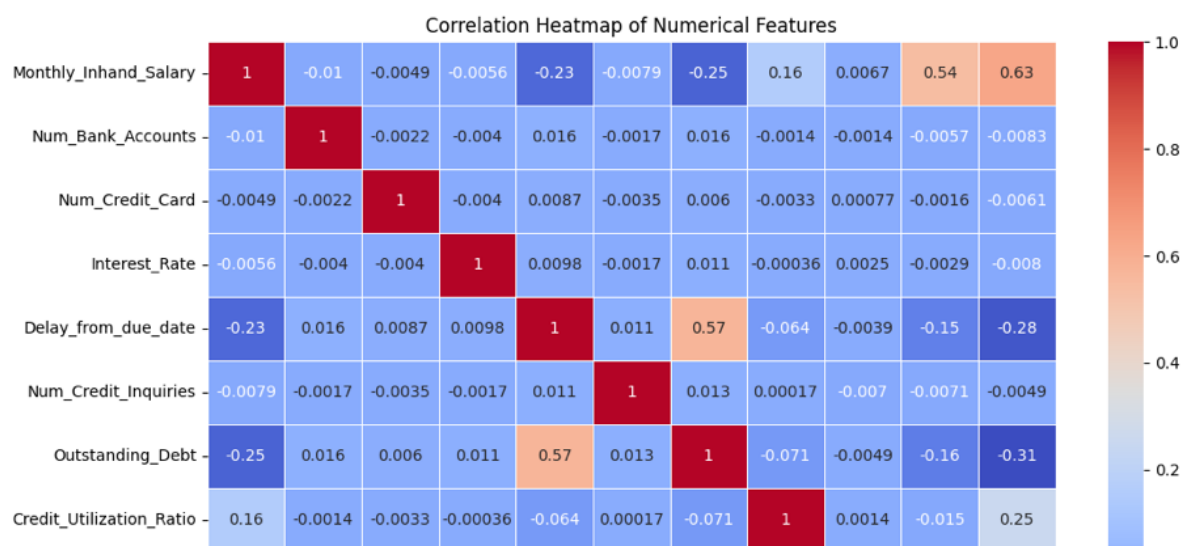 Correlation Heatmap of Numerical Features
Monthly_Inhand_Salary 1 -0.01 -0.0049 -0.0056 -0.23 -0.0079 -0.25 0.16 0.0067 0.54 0.63
Num_Bank_Accounts -0.01 1 -0.0022 -0.004 0.016 -0.0017 0.016 -0.0014 -0.0014 -0.0057 -0.0083
Num_Credit_Card -0.0049 -0.0022 1 -0.004 0.0087 -0.0035 0.006 -0.0033 0.00077 -0.0016 -0.0061
Interest_Rate -0.0056 -0.004 -0.004 1 0.0098 -0.0017 0.011 -0.00036 0.0025 -0.0029 -0.008
Delay_from_due_date -0.23 0.016 0.0087 0.0098 1 0.011 0.57 -0.064 -0.0039 -0.15 -0.28
Num_Credit_Inquiries -0.0079 -0.0017 -0.0035 -0.0017 0.011 1 0.013 0.00017 -0.007 -0.0071 -0.0049
Outstanding_Debt -0.25 0.016 0.006 0.011 0.57 0.013 1 -0.071 -0.0049 -0.16 -0.31
Credit_Utilization_Ratio 0.16 -0.0014 -0.0033 -0.00036 -0.064 0.00017 -0.071 1 0.0014 -0.015 0.25
1.0
0.8
0.6
0.4
0.2